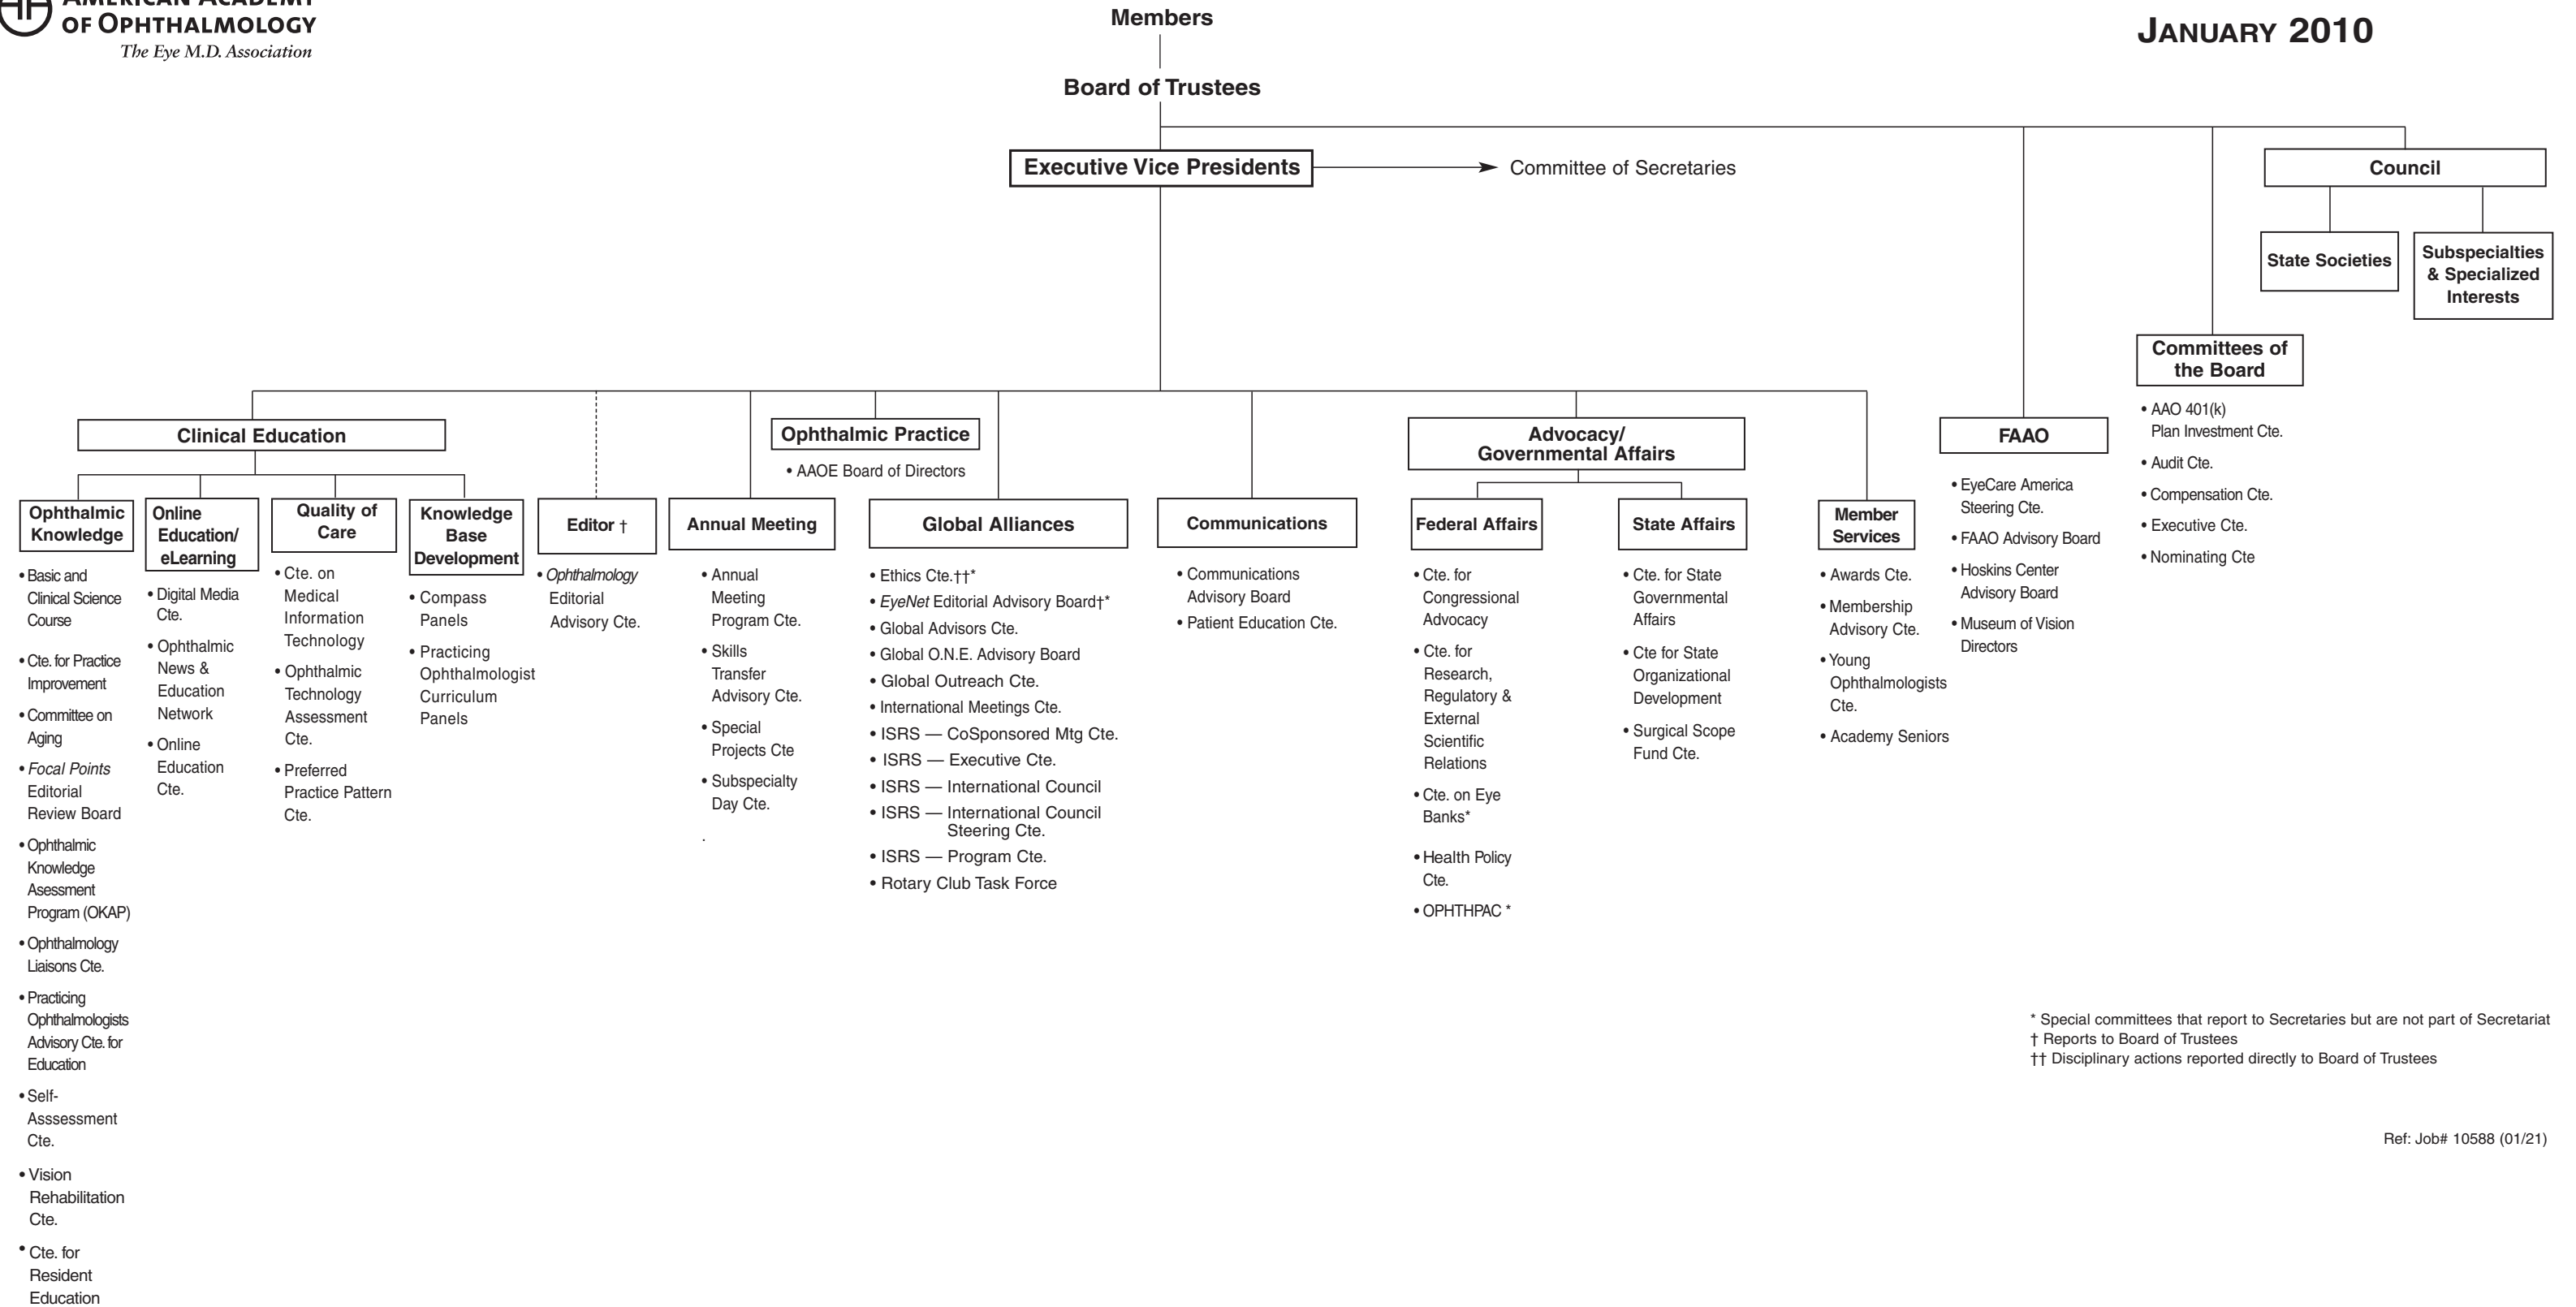 AMERICAN ACADEMY
OF OPHTHALMOLOGY
The Eye M.D. Association
Members
JANUARY 2010
Board of Trustees
Executive Vice Presidents
Committee of Secretaries
Council
State Societies
Subspecialties
& Specialized
Interests
Committees of
the Board
• AAO 401(k)
Plan Investment Cte.
• Audit Cte.
• Compensation Cte.
• Executive Cte.
• Nominating Cte
Clinical Education
Ophthalmic
Knowledge
• Basic and
Clinical Science
Course
• Cte. for Practice
Improvement
• Committee on
Aging
• Focal Points
Editorial
Review Board
• Ophthalmic
Knowledge
Asessment
Program (OKAP)
• Ophthalmology
Liaisons Cte.
• Practicing
Ophthalmologists
Advisory Cte. for
Education
• Self-
Asssessment
Cte.
• Vision
Rehabilitation
Cte.
• Cte. for
Resident
Education
Online
Education/
eLearning
• Digital Media
Cte.
• Ophthalmic
News &
Education
Network
• Online
Education
Cte.
Quality of
Care
• Cte. on
Medical
Information
Technology
• Ophthalmic
Technology
Assessment
Cte.
• Preferred
Practice Pattern
Cte.
Knowledge
Base
Development
• Compass
Panels
• Practicing
Ophthalmologist
Curriculum
Panels
Editor †
• Ophthalmology
Editorial
Advisory Cte.
Annual Meeting
• Annual
Meeting
Program Cte.
• Skills
Transfer
Advisory Cte.
• Special
Projects Cte
• Subspecialty
Day Cte.
.
Ophthalmic Practice
• AAOE Board of Directors
Global Alliances
• Ethics Cte.††*
• EyeNet Editorial Advisory Board†*
• Global Advisors Cte.
• Global O.N.E. Advisory Board
• Global Outreach Cte.
• International Meetings Cte.
• ISRS — CoSponsored Mtg Cte.
• ISRS — Executive Cte.
• ISRS — International Council
• ISRS — International Council
Steering Cte.
• ISRS — Program Cte.
• Rotary Club Task Force
Communications
• Communications
Advisory Board
• Patient Education Cte.
Advocacy/
Governmental Affairs
Federal Affairs
• Cte. for
Congressional
Advocacy
• Cte. for
Research,
Regulatory &
External
Scientific
Relations
• Cte. on Eye
Banks*
• Health Policy
Cte.
• OPHTHPAC *
State Affairs
• Cte. for State
Governmental
Affairs
• Cte for State
Organizational
Development
• Surgical Scope
Fund Cte.
Member
Services
• Awards Cte.
• Membership
Advisory Cte.
• Young
Ophthalmologists
Cte.
• Academy Seniors
FAAO
• EyeCare America
Steering Cte.
• FAAO Advisory Board
• Hoskins Center
Advisory Board
• Museum of Vision
Directors
* Special committees that report to Secretaries but are not part of Secretariat
† Reports to Board of Trustees
†† Disciplinary actions reported directly to Board of Trustees
Ref: Job# 10588 (01/21)